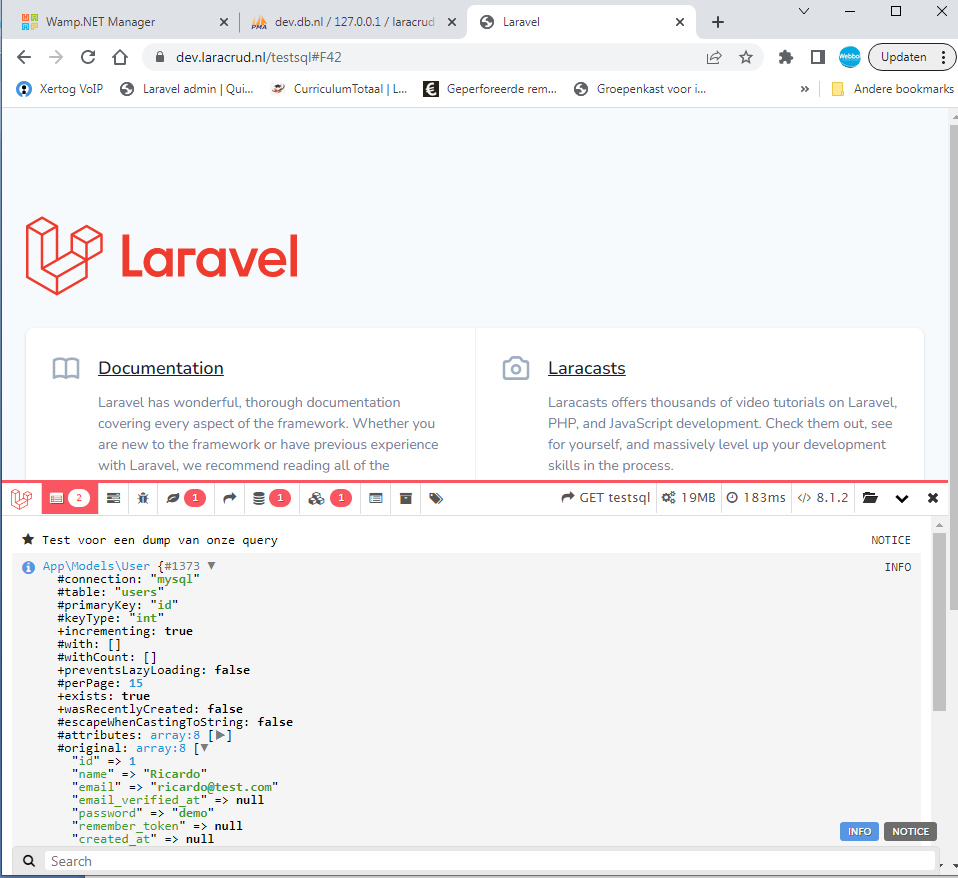 Wamp.NET Manager
dev.db.nl / 127.0.0.1 / laracrud
Laravel
dev.laracrud.nl/testsql#F42
Webbo
Updaten
Xertog VoIP
Laravel admin | Qui...
CurriculumTotaal | L...
Geperforeerde rem...
Groepenkast voor i...
»
Andere bookmarks
Laravel
Documentation
Laravel has wonderful, thorough documentation
covering every aspect of the framework. Whether you
are new to the framework or have previous experience
with Laravel, we recommend reading all of the
Laracasts
Laracasts offers thousands of video tutorials on Laravel,
PHP, and JavaScript development. Check them out, see
for yourself, and massively level up your development
skills in the process.
2 1 1 1 GET testsql 19MB 183ms </> 8.1.2
Test voor een dump van onze query NOTICE
App\Models\User {#1373 ▼ INFO
#connection: "mysql"
#table: "users"
#primaryKey: "id"
#keyType: "int"
+incrementing: true
#with: []
#withCount: []
+preventsLazyLoading: false
#perPage: 15
+exists: true
+wasRecentlyCreated: false
#escapeWhenCastingToString: false
#attributes: array:8 [▶]
#original: array:8 [▼
"id" => 1
"name" => "Ricardo"
"email" => "ricardo@test.com"
"email_verified_at" => null
"password" => "demo"
"remember_token" => null
"created_at" => null
INFO NOTICE
Search